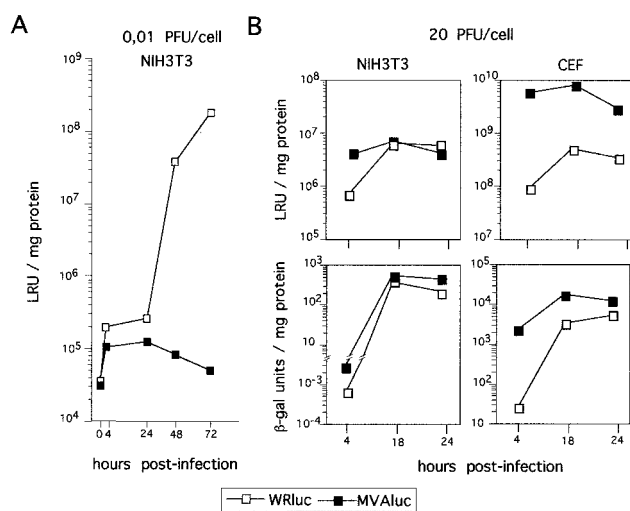 A
0,01 PFU/cell
NIH3T3
LRU / mg protein
10^9
10^8
10^7
10^6
10^5
10^4
0 4 24 48 72
hours post-infection
B
20 PFU/cell
NIH3T3
CEF
LRU / mg protein
10^8
10^7
10^6
10^5
10^10
10^9
10^8
10^7
β-gal units / mg protein
10^3
10^2
10^-3
10^-4
10^5
10^4
10^3
10^2
10
4 18 24
4 18 24
hours post-infection
WRluc MVAluc